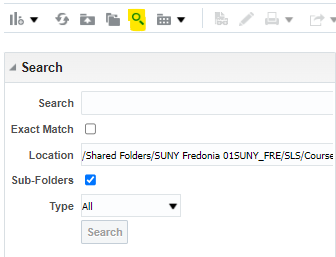 Search
Search
Exact Match
Location /Shared Folders/SUNY Fredonia 01SUNY_FRE/SLS/Course
Sub-Folders
Type All
Search